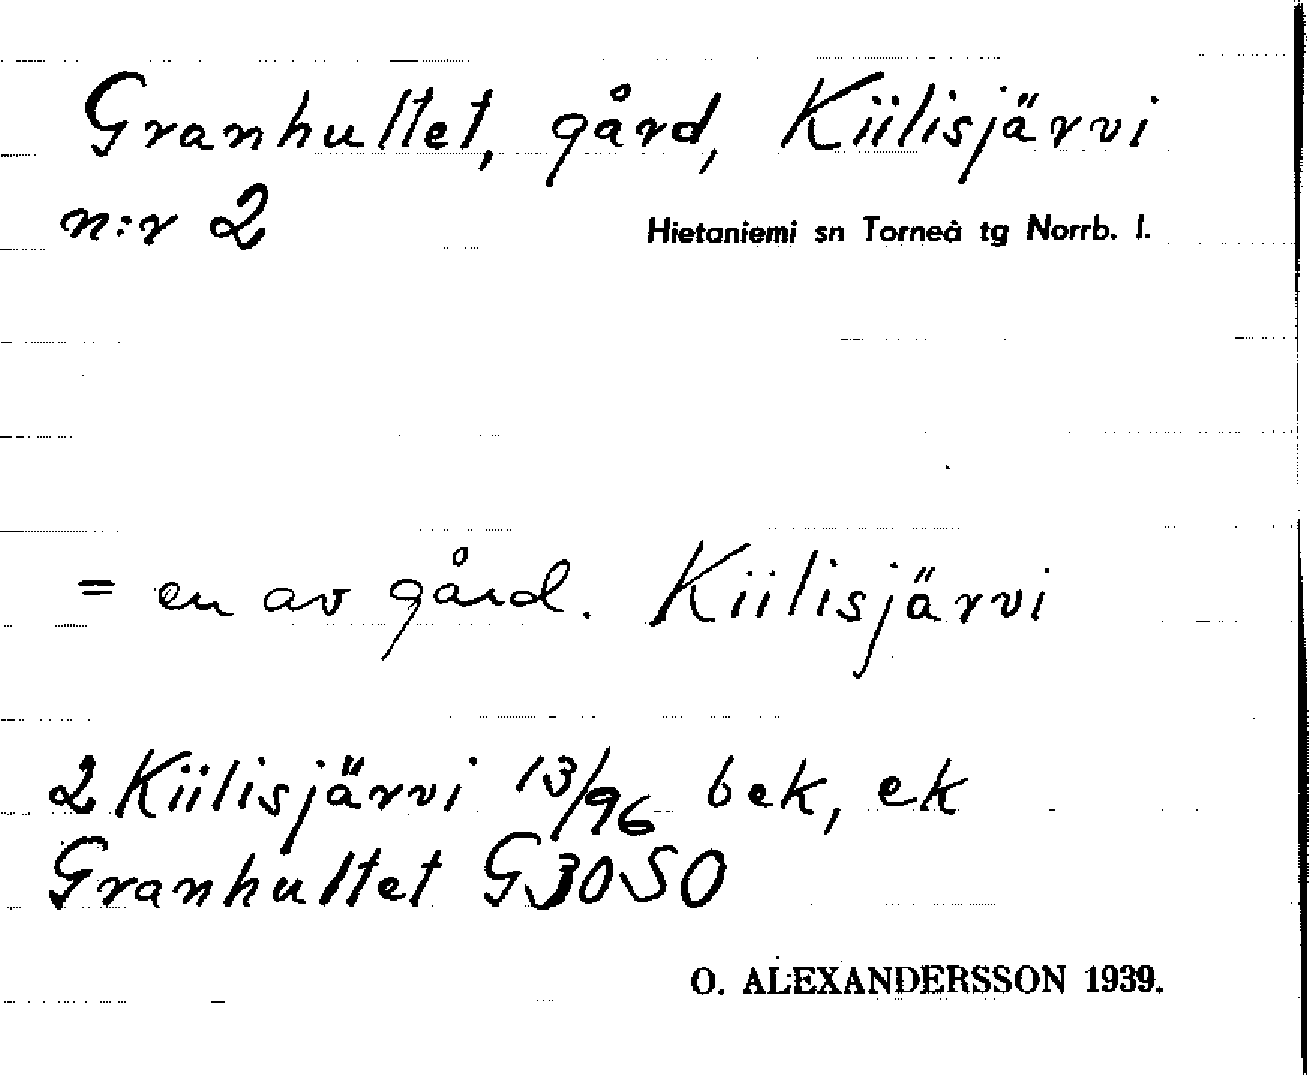 Granhultet, gård, Kiilisjärvi
n:r 2 Hietaniemi sn Torneå tg Norrb. l.
= en av gård. Kiilisjärvi
2 Kiilisjärvi 13/96 bek, ek
Granhultet G30SO
O. ALEXANDERSSON 1939.